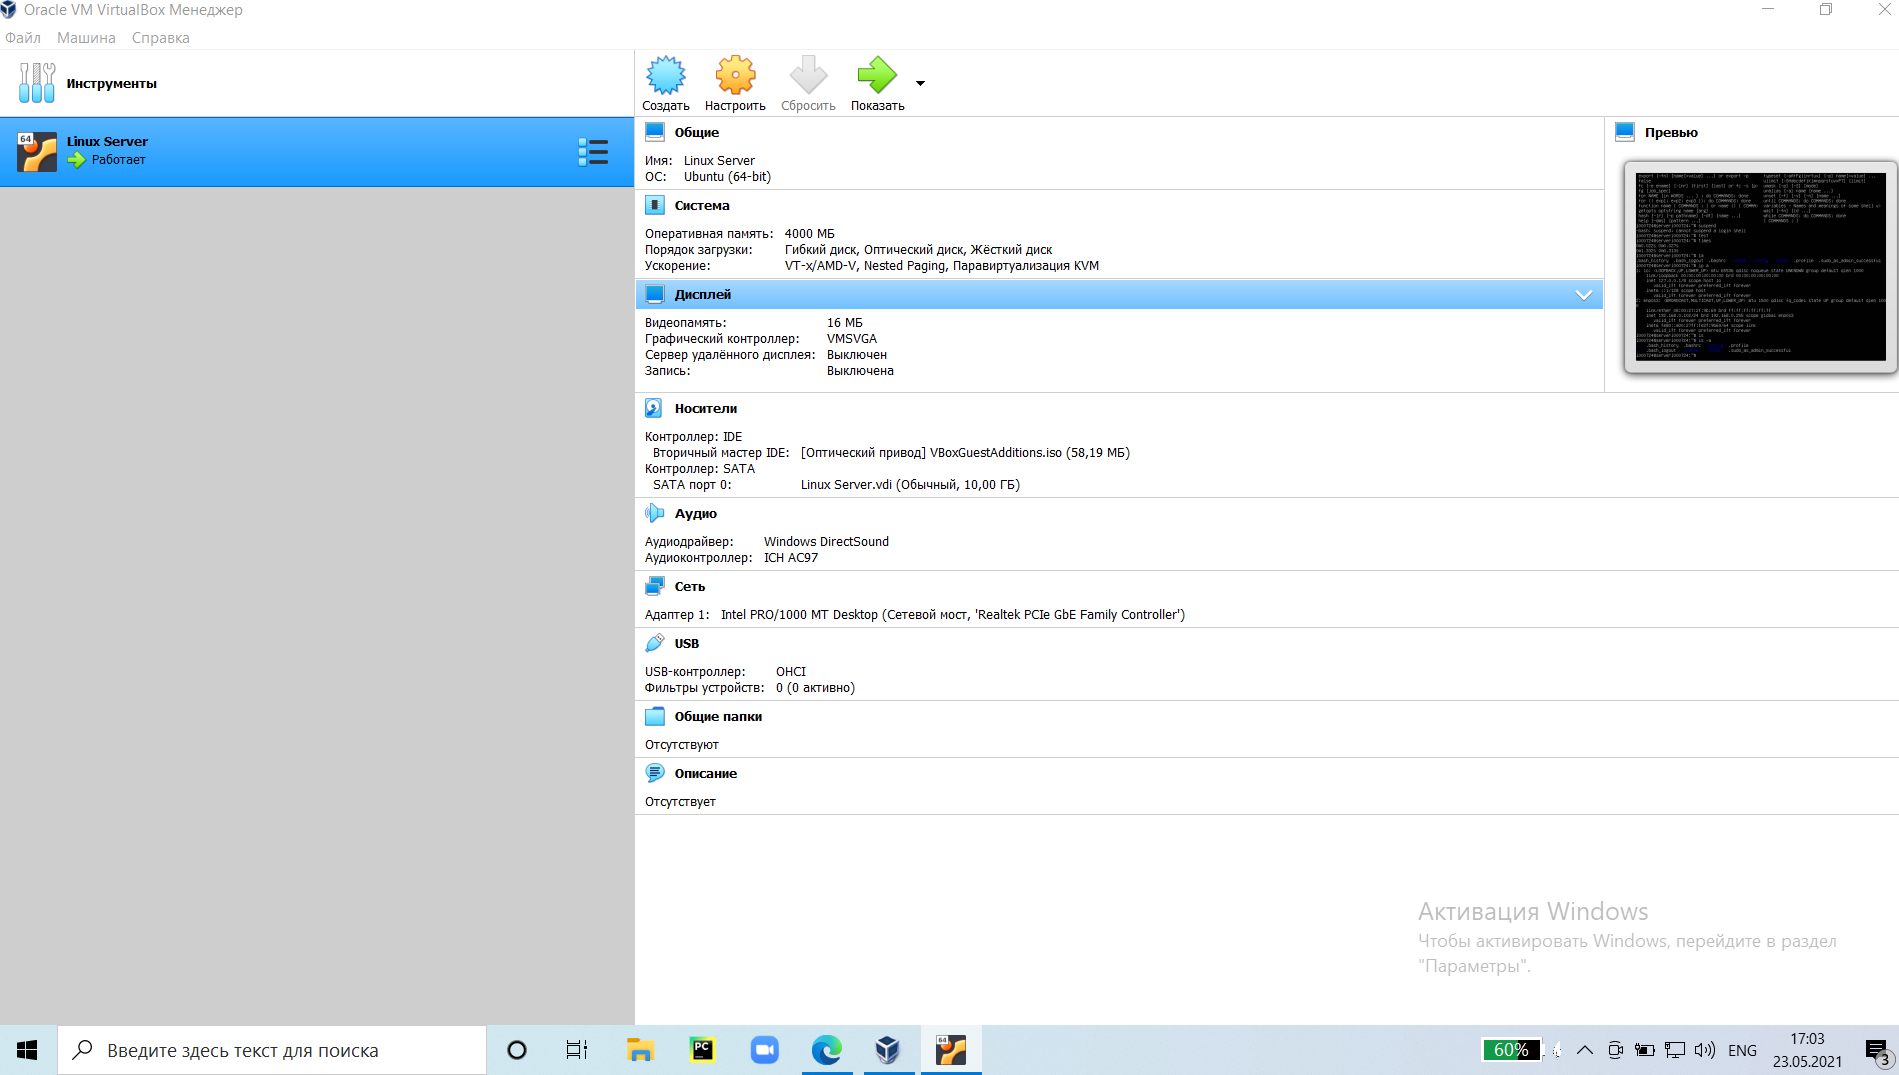 Oracle VM VirtualBox Менеджер
Файл Машина Справка
Инструменты
Создать Настроить Сбросить Показать
64
Linux Server
Работает
Общие
Имя: Linux Server
ОС: Ubuntu (64-bit)
Система
Оперативная память: 4000 МБ
Порядок загрузки: Гибкий диск, Оптический диск, Жёсткий диск
Ускорение: VT-x/AMD-V, Nested Paging, Паравиртуализация KVM
Дисплей
Видеопамять: 16 МБ
Графический контроллер: VMSVGA
Сервер удалённого дисплея: Выключен
Запись: Выключена
Превью
Носители
Контроллер: IDE
Вторичный мастер IDE: [Оптический привод] VBoxGuestAdditions.iso (58,19 МБ)
Контроллер: SATA
SATA порт 0: Linux Server.vdi (Обычный, 10,00 ГБ)
Аудио
Аудиодрайвер: Windows DirectSound
Аудиоконтроллер: ICH AC97
Сеть
Адаптер 1: Intel PRO/1000 MT Desktop (Сетевой мост, 'Realtek PCIe GbE Family Controller')
USB
USB-контроллер: OHCI
Фильтры устройств: 0 (0 активно)
Общие папки
Отсутствуют
Описание
Отсутствует
Активация Windows
Чтобы активировать Windows, перейдите в раздел
"Параметры".
Введите здесь текст для поиска
PC
64
60%
ENG
17:03
23.05.2021
3